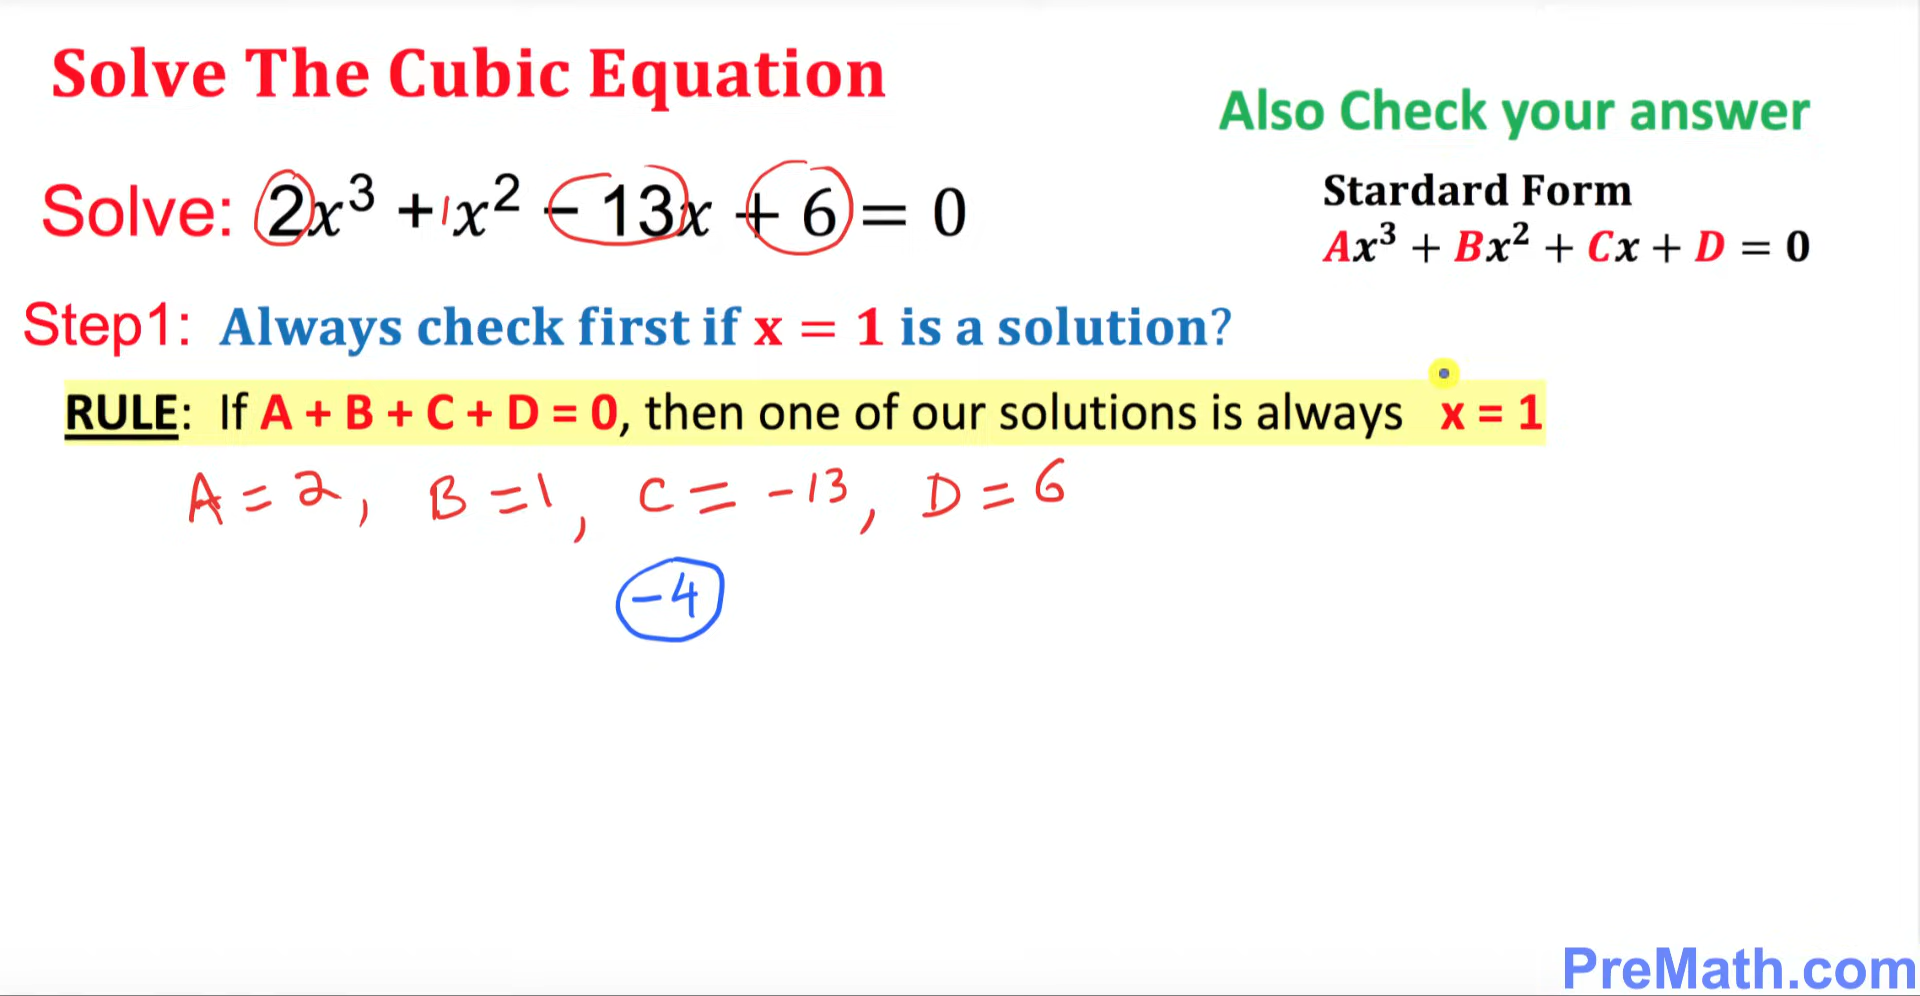 Solve The Cubic Equation
Also Check your answer
Solve: 2x³ + 1x² − 13x + 6 = 0
Stardard Form
Ax³ + Bx² + Cx + D = 0
Step1: Always check first if x = 1 is a solution?
RULE: If A + B + C + D = 0, then one of our solutions is always x = 1
A = 2, B = 1, C = -13, D = 6
-4
PreMath.com